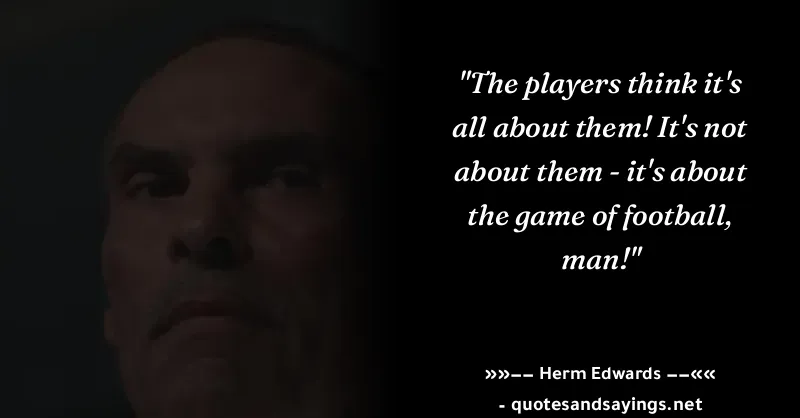 "The players think it's
all about them! It's not
about them - it's about
the game of football,
man!"
»»–– Herm Edwards ––««
- quotesandsayings.net